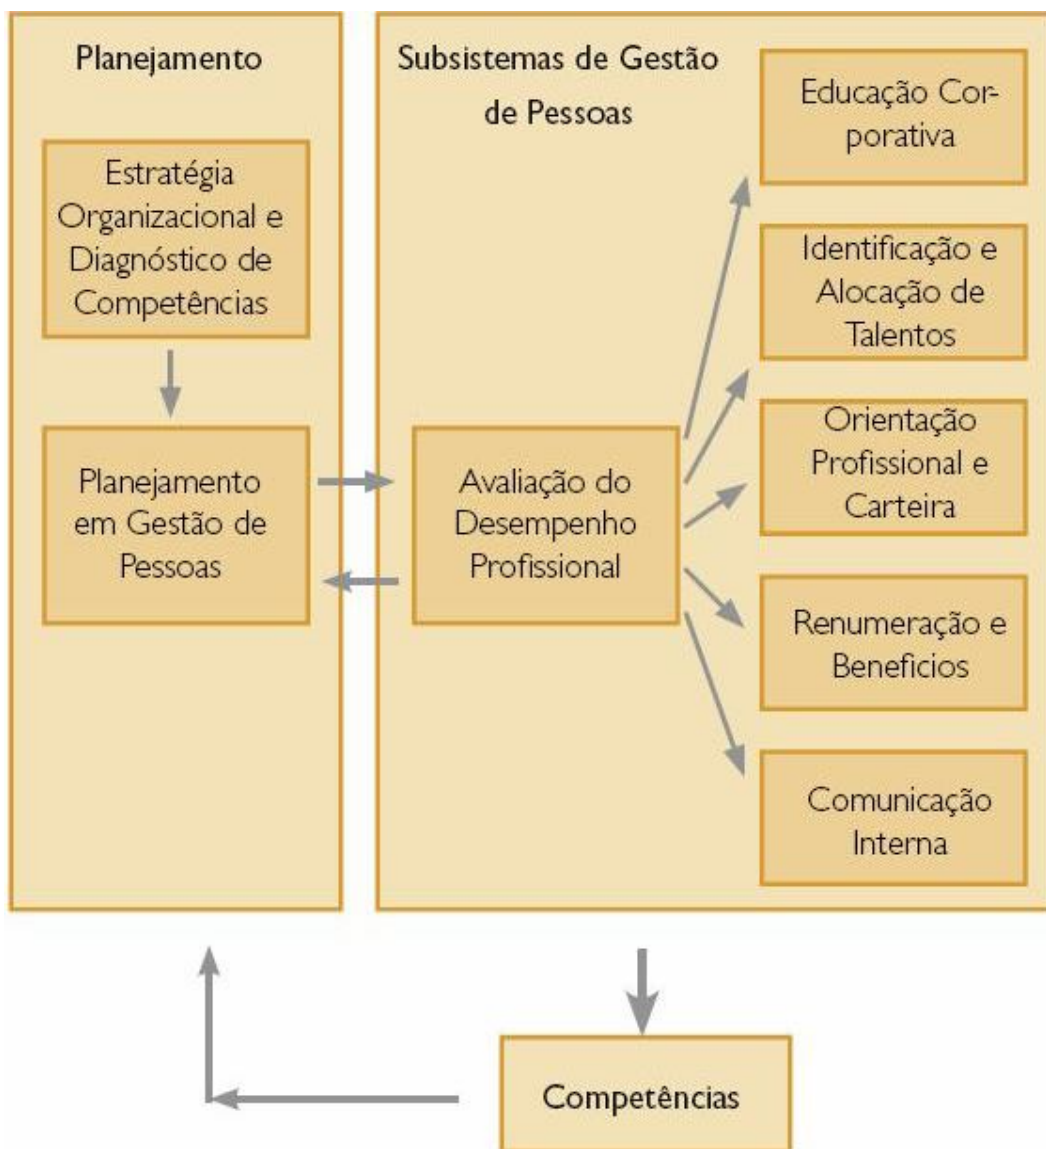 Planejamento
Estratégia
Organizacional e
Diagnóstico de
Competências
Planejamento
em Gestão de
Pessoas
Subsistemas de Gestão
de Pessoas
Avaliação do
Desempenho
Profissional
Educação Cor-
porativa
Identificação e
Alocação de
Talentos
Orientação
Profissional e
Carteira
Renumeração e
Beneficios
Comunicação
Interna
Competências